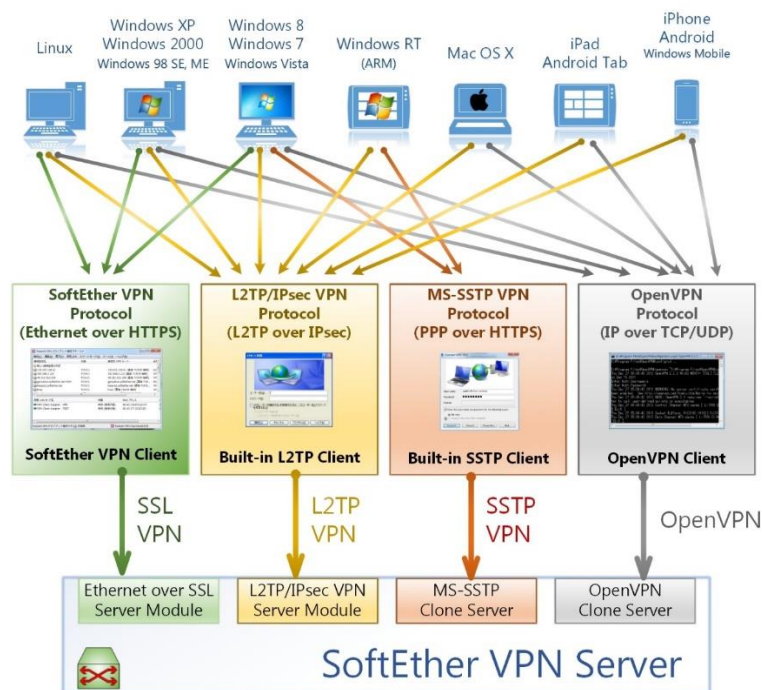 Linux
Windows XP
Windows 2000
Windows 98 SE, ME
Windows 8
Windows 7
Windows Vista
Windows RT
(ARM)
Mac OS X
iPad
Android Tab
iPhone
Android
Windows Mobile
SoftEther VPN
Protocol
(Ethernet over HTTPS)
SoftEther VPN Client
L2TP/IPsec VPN
Protocol
(L2TP over IPsec)
Built-in L2TP Client
MS-SSTP VPN
Protocol
(PPP over HTTPS)
Built-in SSTP Client
OpenVPN
Protocol
(IP over TCP/UDP)
OpenVPN Client
SSL
VPN
L2TP
VPN
SSTP
VPN
OpenVPN
Ethernet over SSL
Server Module
L2TP/IPsec VPN
Server Module
MS-SSTP
Clone Server
OpenVPN
Clone Server
SoftEther VPN Server